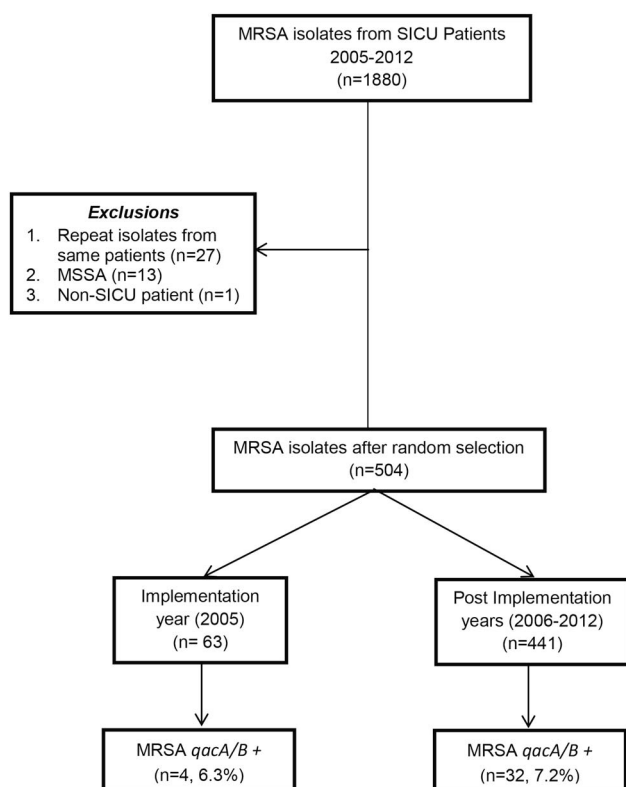 MRSA isolates from SICU Patients
2005-2012
(n=1880)
Exclusions
1. Repeat isolates from
same patients (n=27)
2. MSSA (n=13)
3. Non-SICU patient (n=1)
MRSA isolates after random selection
(n=504)
Implementation
year (2005)
(n= 63)
Post Implementation
years (2006-2012)
(n=441)
MRSA qacA/B +
(n=4, 6.3%)
MRSA qacA/B +
(n=32, 7.2%)